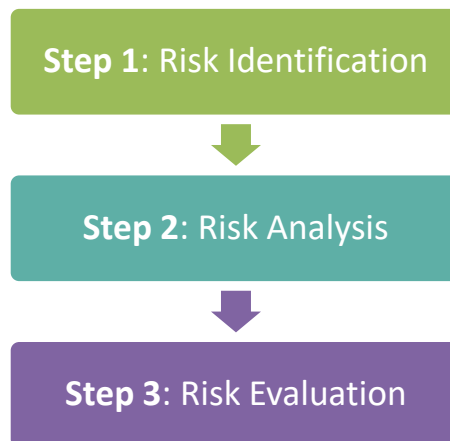 Step 1: Risk Identification
Step 2: Risk Analysis
Step 3: Risk Evaluation